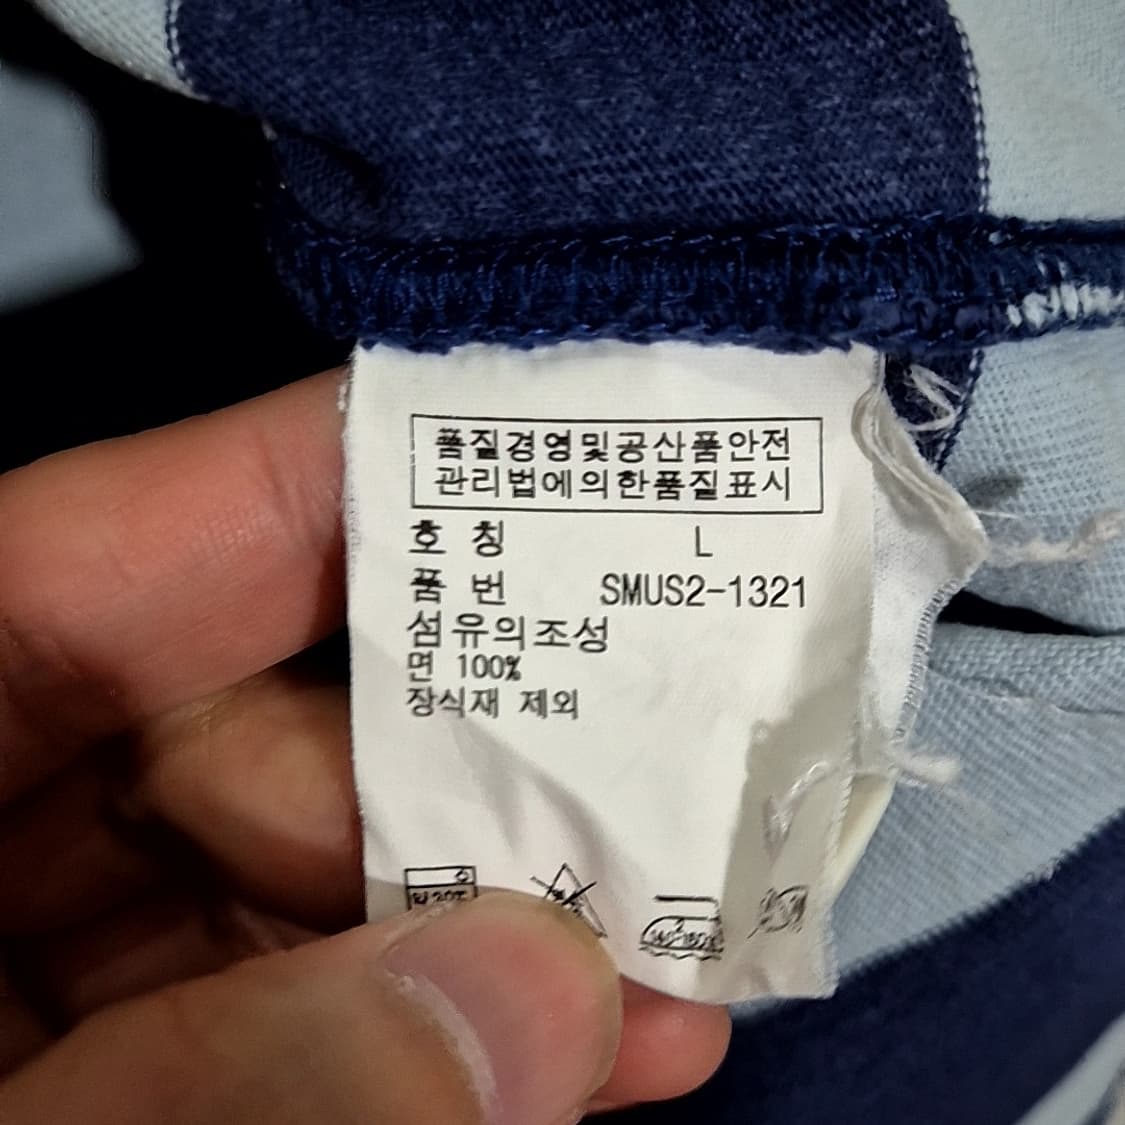 품질경영및공산품안전
관리법에의한품질표시
호 칭 L
품 번 SMUS2-1321
섬유의조성
면 100%
장식재 제외